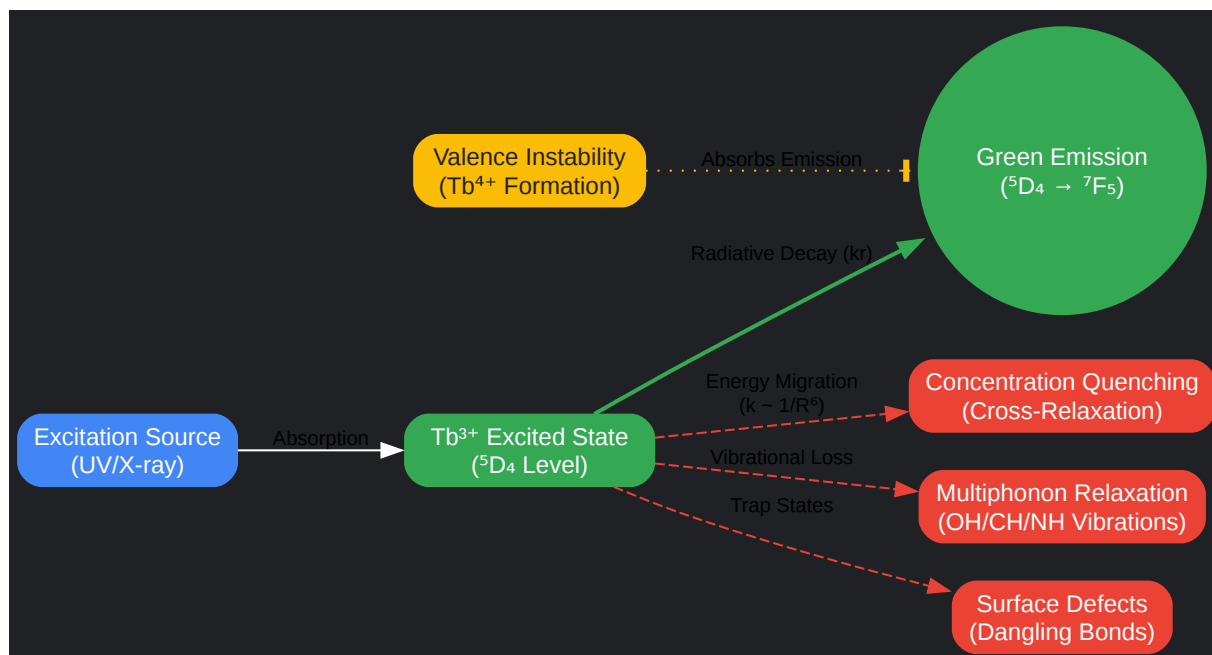 Valence Instability
(Tb⁴⁺ Formation)
Absorbs Emission
Green Emission
(⁵D₄ → ⁷F₅)
Radiative Decay (kr)
Excitation Source
(UV/X-ray)
Absorption
Tb³⁺ Excited State
(⁵D₄ Level)
Energy Migration
(k ~ 1/R⁶)
Concentration Quenching
(Cross-Relaxation)
Vibrational Loss
Multiphonon Relaxation
(OH/CH/NH Vibrations)
Trap States
Surface Defects
(Dangling Bonds)